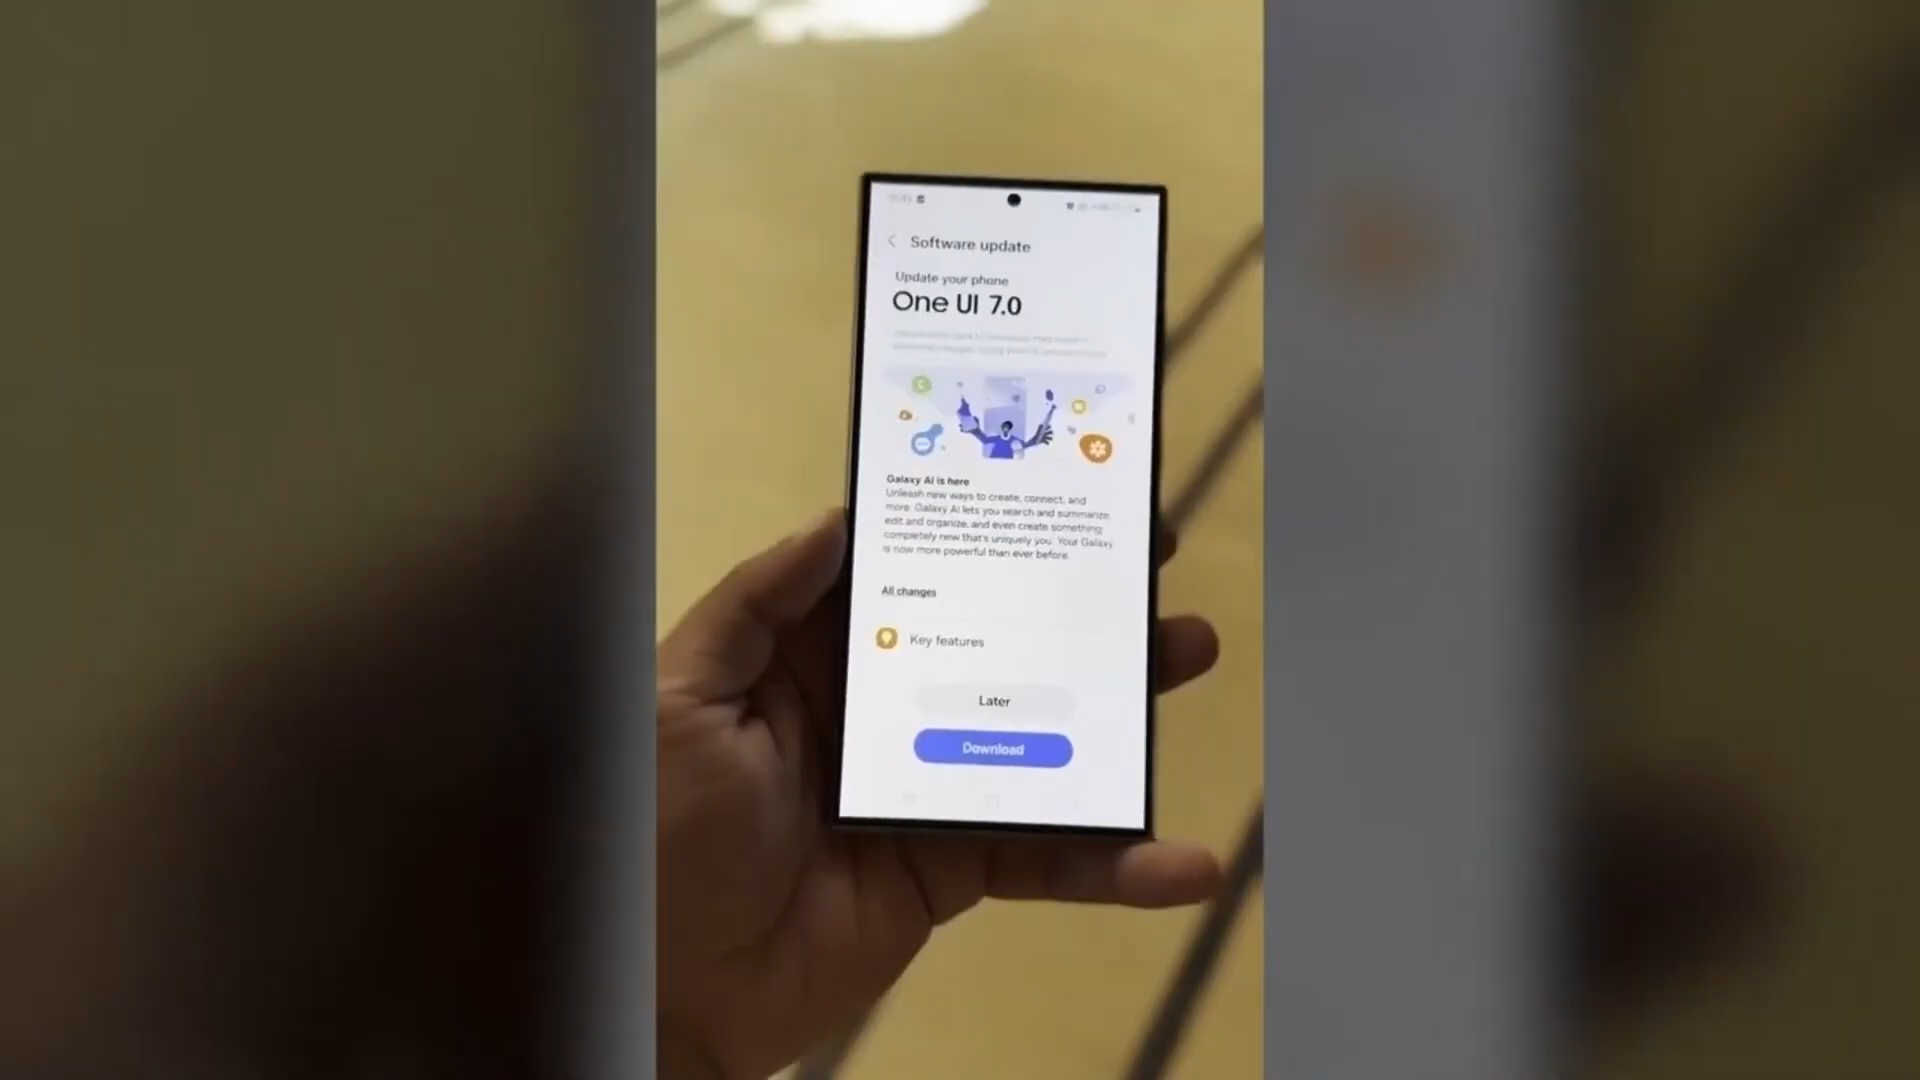 Software update
Update your phone
One UI 7.0
Galaxy AI is here
Unleash new ways to create, connect, and
more. Galaxy AI lets you search and summarize
edit and organize, and even create something
completely new that's uniquely you. Your Galaxy
is now more powerful than ever before.
All changes
Key features
Later
Download